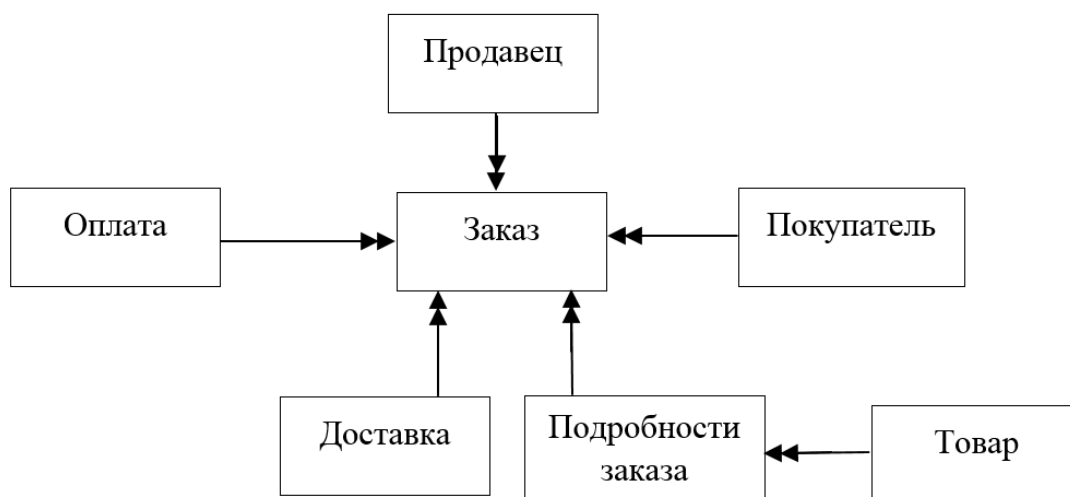 Продавец
Оплата
Заказ
Покупатель
Доставка
Подробности
заказа
Товар